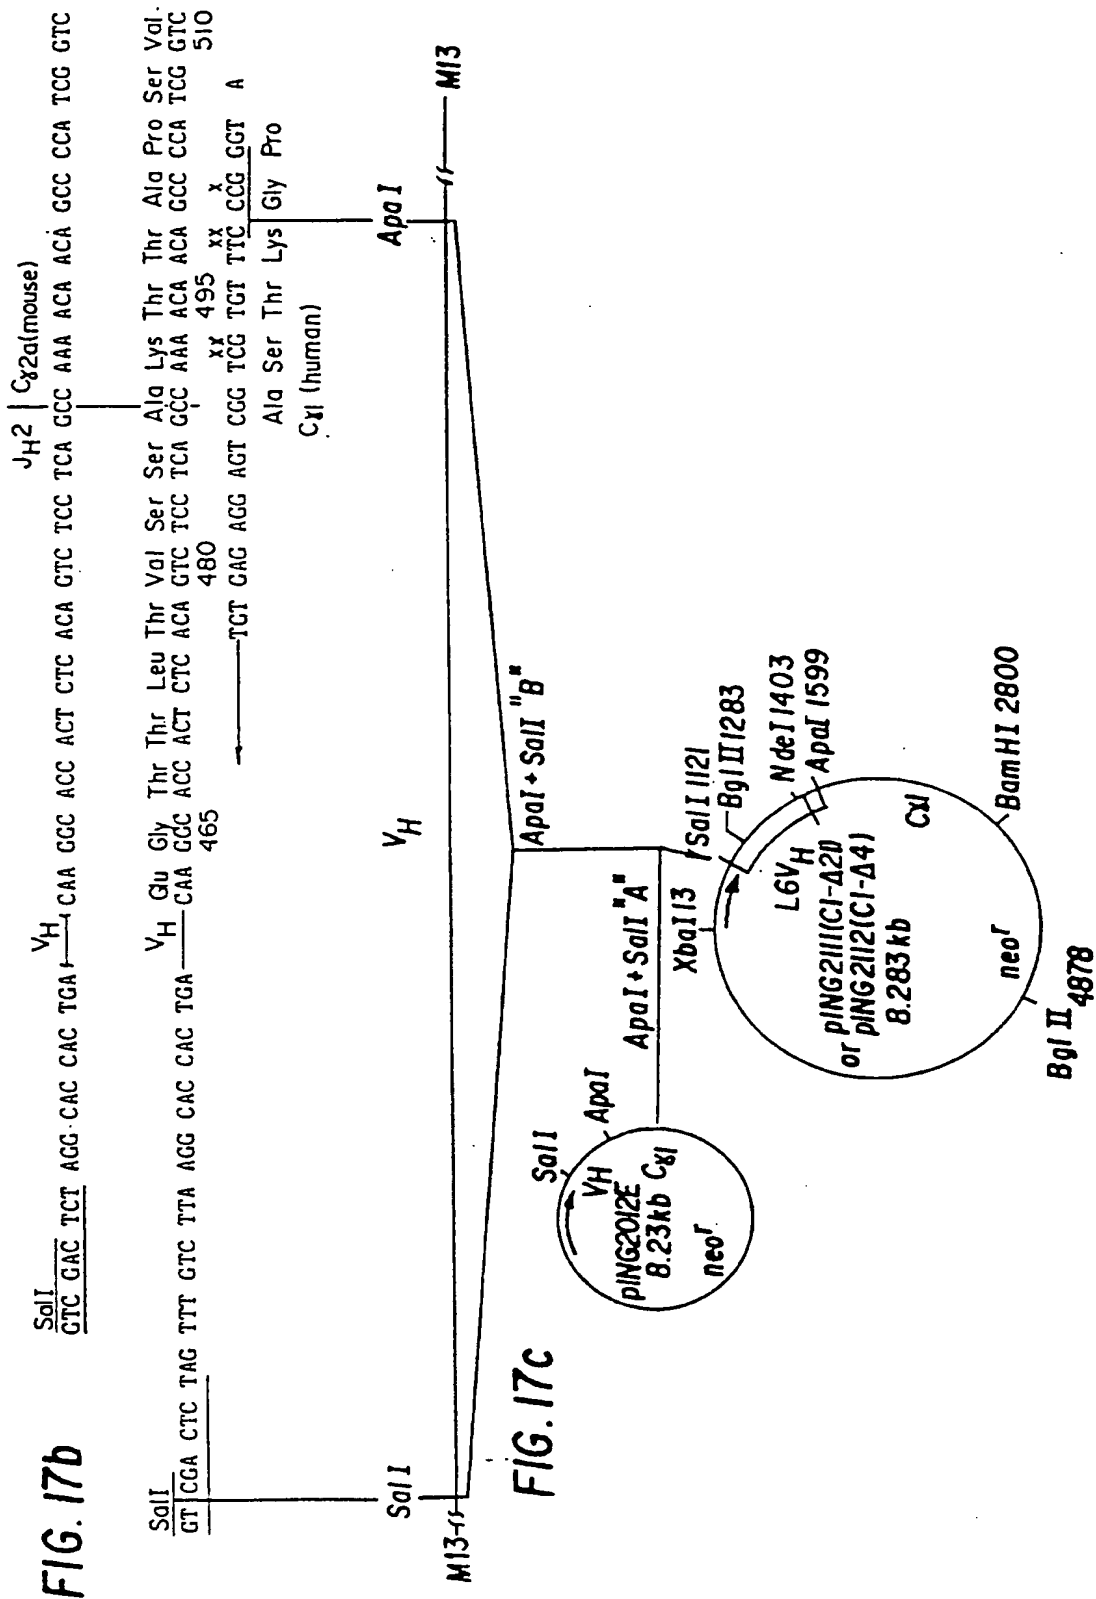 FIG. 17b
JH2 | Cγ2a(mouse)
SalI
VH
GTC GAC TCT AGG CAC CAC TGA CAA GGC ACC ACT CTC ACA GTC TCC TCA GCC AAA ACA ACA GCC CCA TCG GTC
SalI
VH Glu Gly Thr Thr Leu Thr Val Ser Ser Ala Lys Thr Thr Ala Pro Ser Val
GT CGA CTC TAG TTT GTC TTA AGG CAC CAC TGA CAA GGC ACC ACT CTC ACA GTC TCC TCA GCC AAA ACA ACA GCC CCA TCG GTC
465 480 495 510
xx xx x
TGT GAG AGG AGT CGG TCG TGT TTC CCG GGT A
Ala Ser Thr Lys Gly Pro
Cγ1 (human)
SalI
ApaI
M13
VH
M13
FIG. 17c
ApaI + SalI "B"
ApaI + SalI "A"
SalI
ApaI
VH
pING2012E
8.23kb
Cγ1
neoʳ
XbaI 13
SalI 1121
BglII 1283
NdeI 1403
ApaI 1599
L6VH
pING2111(C1-Δ21)
or pING2112(C1-Δ4)
8.283kb
Cγ1
neoʳ
BamHI 2800
BglII 4878